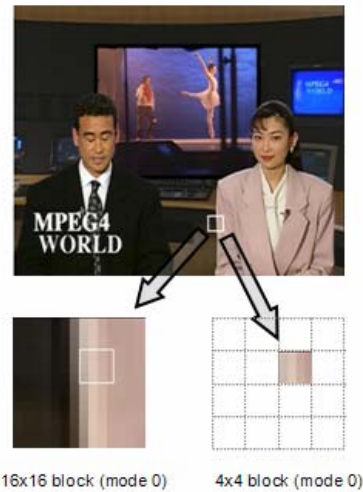 MPEG4
WORLD
MPEG4
WORLD
16x16 block (mode 0)
4x4 block (mode 0)